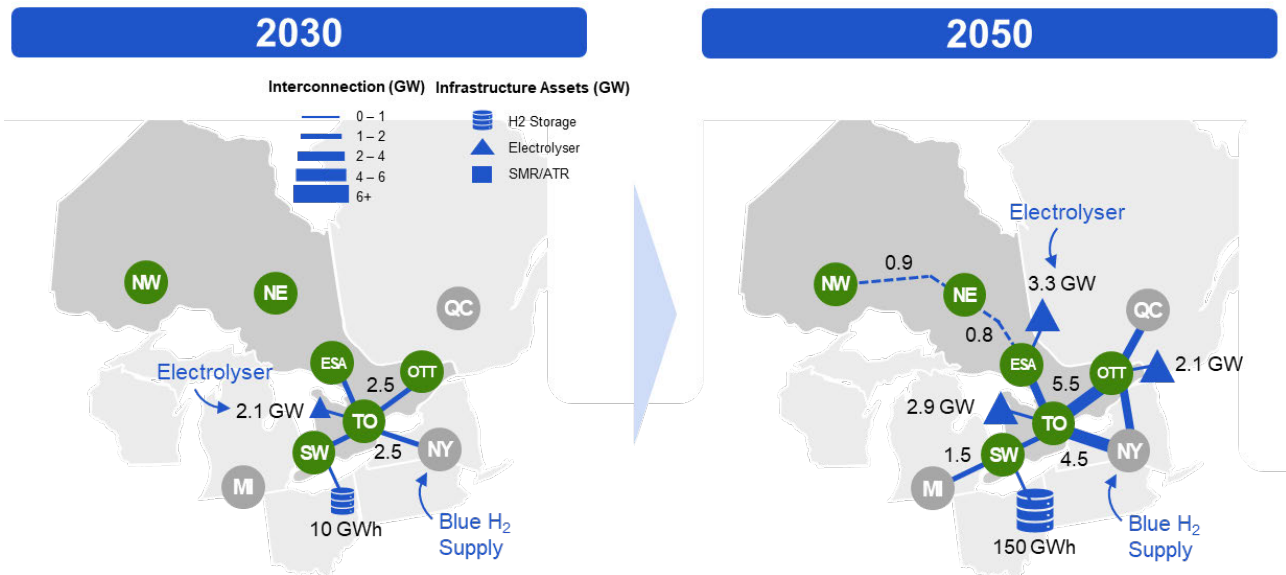 2030
Interconnection (GW)
0 – 1
1 – 2
2 – 4
4 – 6
6+
Infrastructure Assets (GW)
H2 Storage
Electrolyser
SMR/ATR
NW
NE
QC
ESA
OTT
Electrolyser
2.5
2.1 GW
TO
SW
2.5
NY
MI
10 GWh
Blue H₂
Supply
2050
Electrolyser
0.9
NW
NE
3.3 GW
QC
0.8
ESA
OTT
2.1 GW
5.5
2.9 GW
TO
SW
1.5
4.5
NY
MI
150 GWh
Blue H₂
Supply